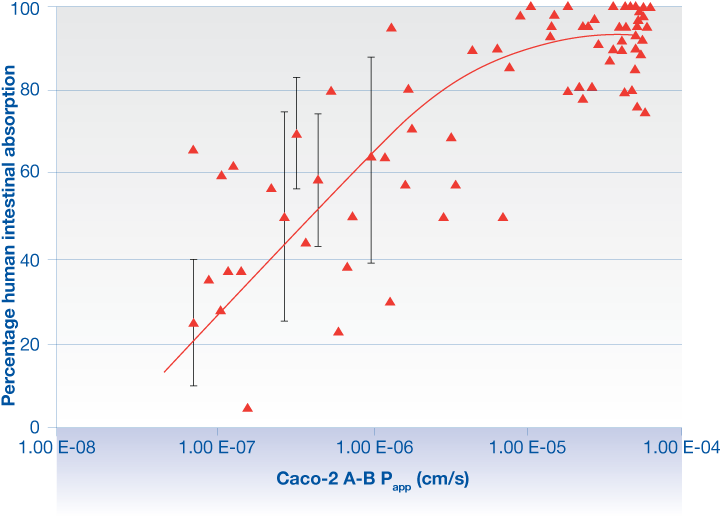 Percentage human intestinal absorption
100
80
60
40
20
0
1.00 E-08 1.00 E-07 1.00 E-06 1.00 E-05 1.00 E-04
Caco-2 A-B Papp (cm/s)